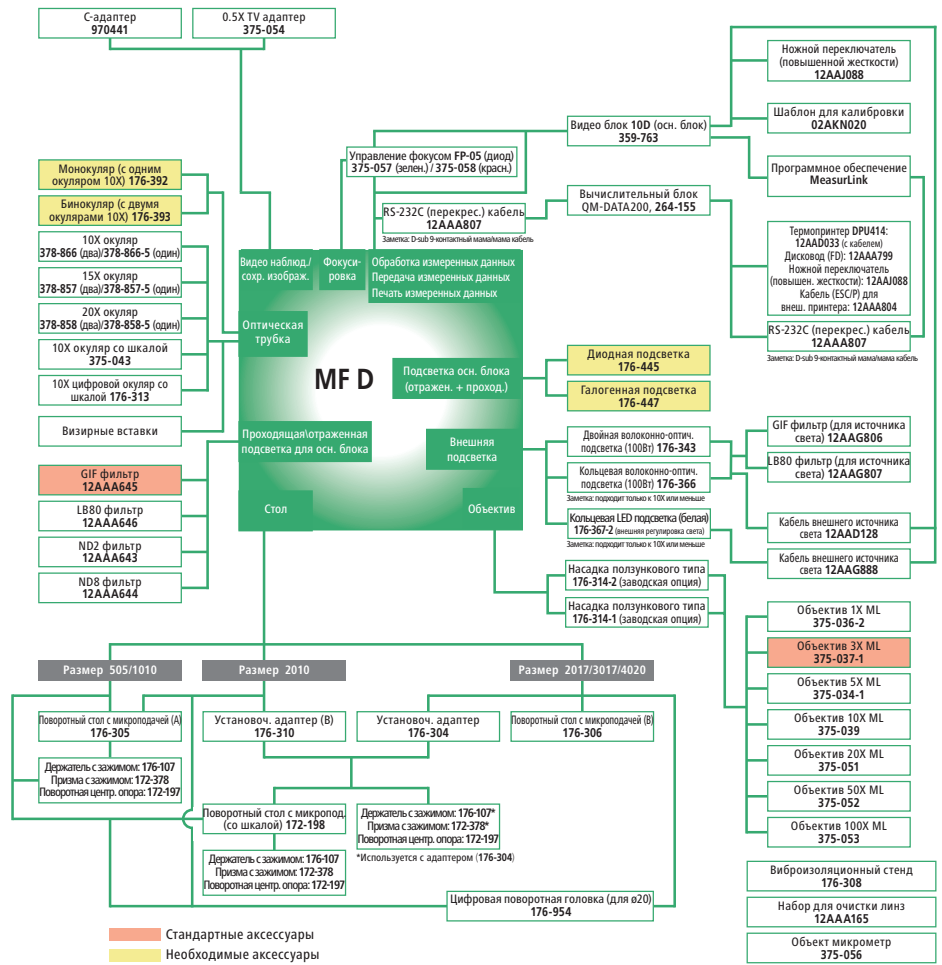 С-адаптер
970441
0.5X TV адаптер
375-054
Ножной переключатель
(повышенной жесткости)
12AAJ088
Шаблон для калибровки
02AKN020
Программное обеспечение
MeasurLink
Видео блок 10D (осн. блок)
359-763
Управление фокусом FP-05 (диод)
375-057 (зелен.) / 375-058 (красн.)
RS-232C (перекрес.) кабель
12AAA807
Заметка: D-sub 9-контактный мама/мама кабель
Вычислительный блок
QM-DATA200, 264-155
Термопринтер DPU414:
12AAD033 (с кабелем)
Дисковод (FD): 12AAA799
Ножной переключатель
(повышен. жесткости): 12AAJ088
Кабель (ESC/P) для
внеш. принтера: 12AAA804
RS-232C (перекрес.) кабель
12AAA807
Заметка: D-sub 9-контактный мама/мама кабель
Монокуляр (с одним
окуляром 10X) 176-392
Бинокуляр (с двумя
окулярами 10X) 176-393
10X окуляр
378-866 (два)/378-866-5 (один)
15X окуляр
378-857 (два)/378-857-5 (один)
20X окуляр
378-858 (два)/378-858-5 (один)
10X окуляр со шкалой
375-043
10X цифровой окуляр со
шкалой 176-313
Визирные вставки
GIF фильтр
12AAA645
LB80 фильтр
12AAA646
ND2 фильтр
12AAA643
ND8 фильтр
12AAA644
Видео наблюд./
сохр. изображ.
Фокуси-
ровка
Обработка измеренных данных
Передача измеренных данных
Печать измеренных данных
Оптическая
трубка
MF D
Подсветка осн. блока
(отражен. + проход.)
Проходящая\отраженная
подсветка для осн. блока
Внешняя
подсветка
Стол
Объектив
Диодная подсветка
176-445
Галогенная подсветка
176-447
Двойная волоконно-оптич.
подсветка (100Вт) 176-343
Кольцевая волоконно-оптич.
подсветка (100Вт) 176-366
Заметка: подходит только к 10X или меньше
Кольцевая LED подсветка (белая)
176-367-2 (внешняя регулировка света)
Заметка: подходит только к 10X или меньше
GIF фильтр (для источника
света) 12AAG806
LB80 фильтр (для источника
света) 12AAG807
Кабель внешнего источника
света 12AAD128
Кабель внешнего источника
света 12AAG888
Насадка ползункового типа
176-314-2 (заводская опция)
Насадка ползункового типа
176-314-1 (заводская опция)
Объектив 1X ML
375-036-2
Объектив 3X ML
375-037-1
Объектив 5X ML
375-034-1
Объектив 10X ML
375-039
Объектив 20X ML
375-051
Объектив 50X ML
375-052
Объектив 100X ML
375-053
Размер 505/1010
Размер 2010
Размер 2017/3017/4020
Поворотный стол с микроподачей (A)
176-305
Установоч. адаптер (B)
176-310
Установоч. адаптер
176-304
Поворотный стол с микроподачей (B)
176-306
Держатель с зажимом: 176-107
Призма с зажимом: 172-378
Поворотная центр. опора: 172-197
Поворотный стол с микропод.
(со шкалой) 172-198
Держатель с зажимом: 176-107*
Призма с зажимом: 172-378*
Поворотная центр. опора: 172-197
*Используется с адаптером (176-304)
Держатель с зажимом: 176-107
Призма с зажимом: 172-378
Поворотная центр. опора: 172-197
Цифровая поворотная головка (для ø20)
176-954
Виброизоляционный стенд
176-308
Набор для очистки линз
12AAA165
Объект микрометр
375-056
Стандартные аксессуары
Необходимые аксессуары